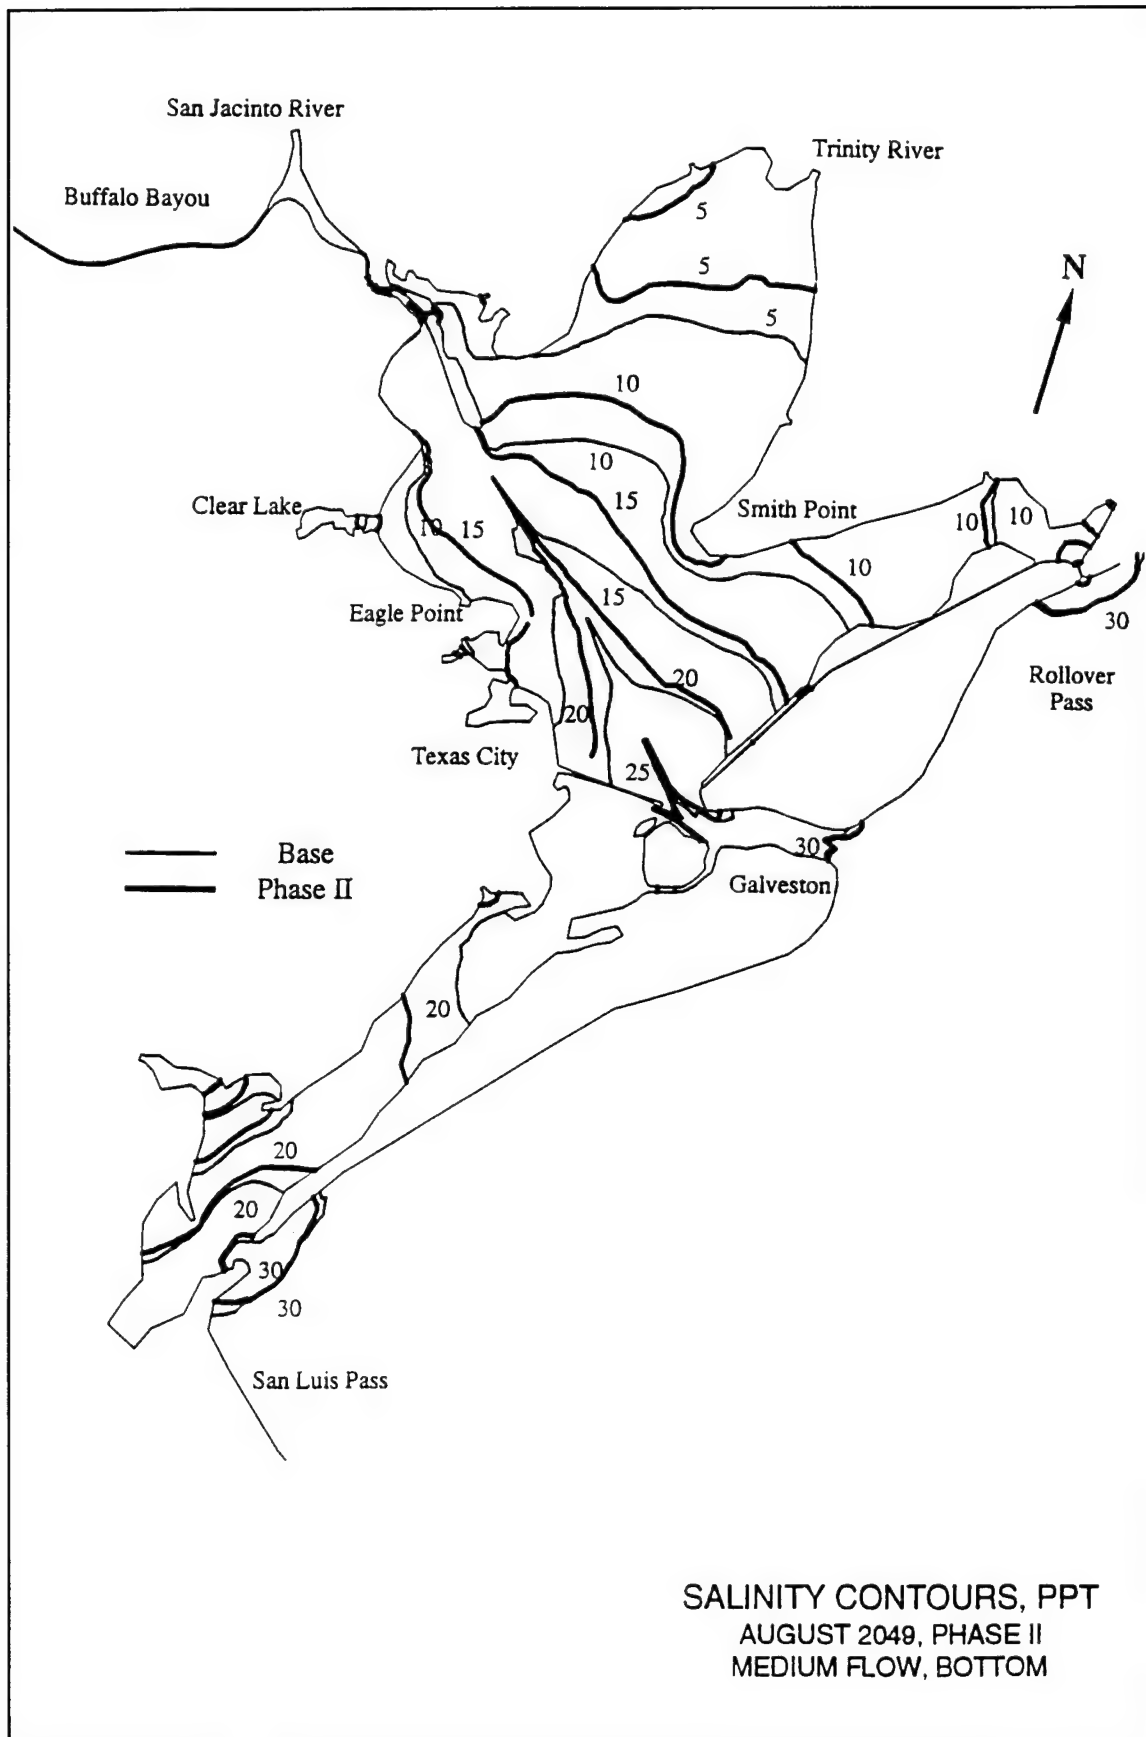 San Jacinto River
Trinity River
Buffalo Bayou
5
5
N
5
10
10
Clear Lake
15
Smith Point
10
15
10
10
10
Eagle Point
15
30
Rollover
Pass
20
20
Texas City
25
30
Base
Phase II
Galveston
20
20
20
30
30
San Luis Pass
SALINITY CONTOURS, PPT
AUGUST 2049, PHASE II
MEDIUM FLOW, BOTTOM